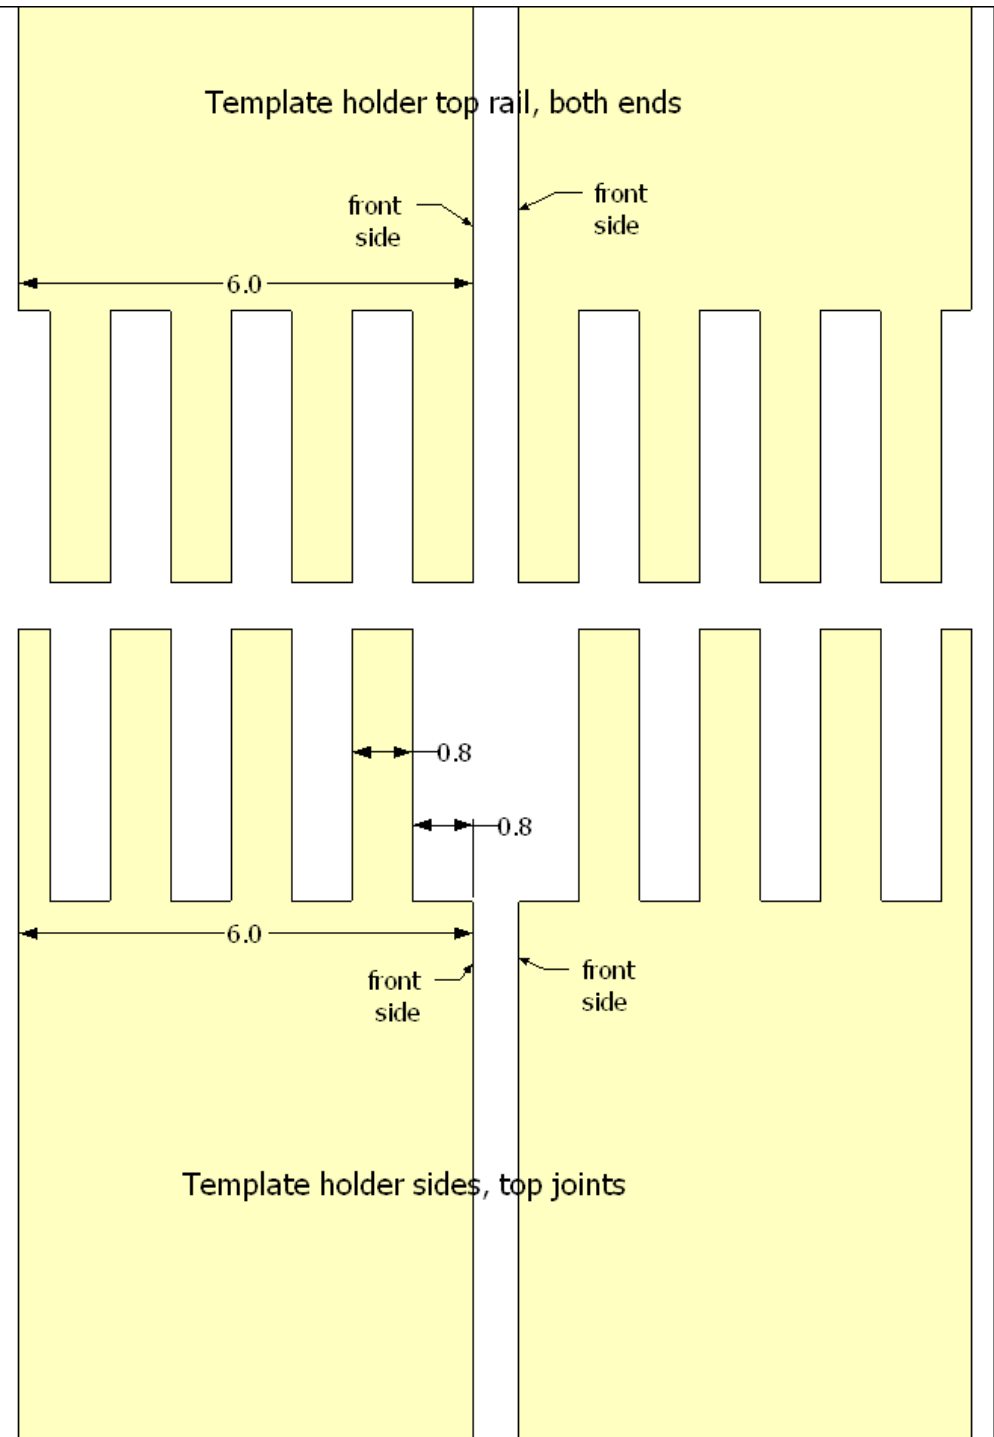 Template holder top rail, both ends
front
side
front
side
6.0
0.8
0.8
6.0
front
side
front
side
Template holder sides, top joints